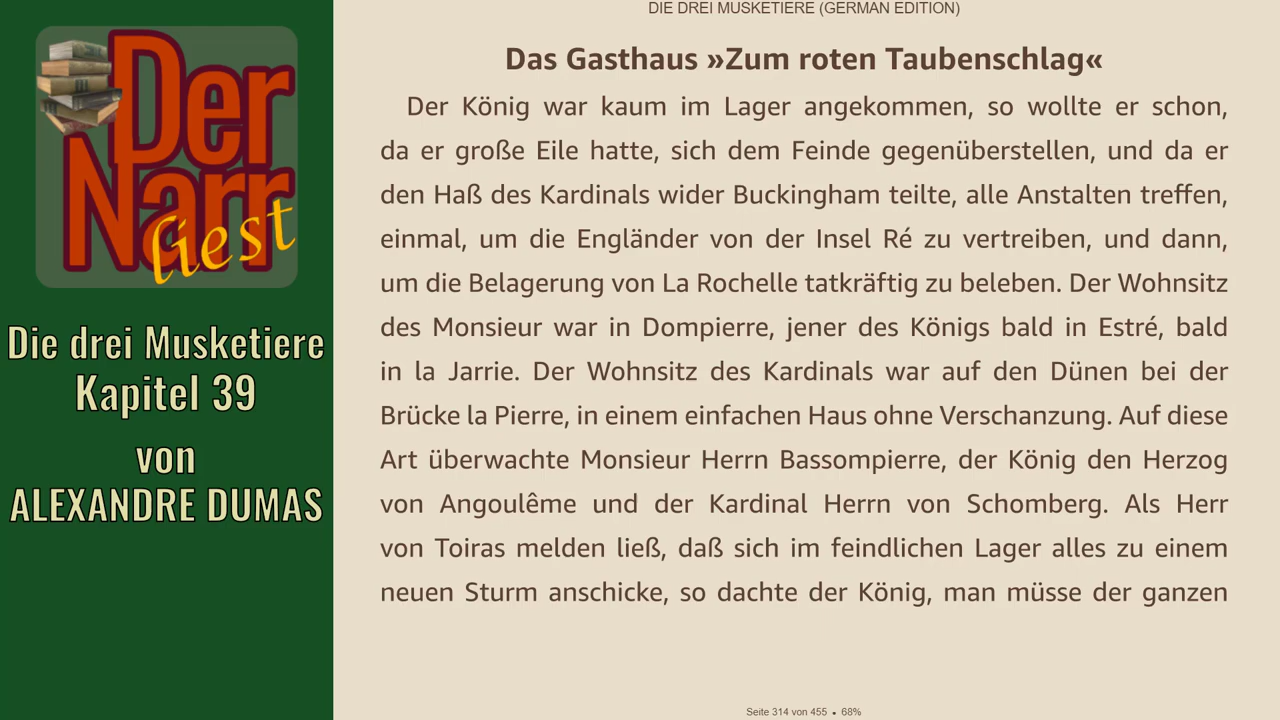 Der
Narr
liest
Die drei Musketiere
Kapitel 39
von
ALEXANDRE DUMAS
DIE DREI MUSKETIERE (GERMAN EDITION)
Das Gasthaus »Zum roten Taubenschlag«
Der König war kaum im Lager angekommen, so wollte er schon,
da er große Eile hatte, sich dem Feinde gegenüberstellen, und da er
den Haß des Kardinals wider Buckingham teilte, alle Anstalten treffen,
einmal, um die Engländer von der Insel Ré zu vertreiben, und dann,
um die Belagerung von La Rochelle tatkräftig zu beleben. Der Wohnsitz
des Monsieur war in Dompierre, jener des Königs bald in Estré, bald
in la Jarrie. Der Wohnsitz des Kardinals war auf den Dünen bei der
Brücke la Pierre, in einem einfachen Haus ohne Verschanzung. Auf diese
Art überwachte Monsieur Herrn Bassompierre, der König den Herzog
von Angoulême und der Kardinal Herrn von Schomberg. Als Herr
von Toiras melden ließ, daß sich im feindlichen Lager alles zu einem
neuen Sturm anschicke, so dachte der König, man müsse der ganzen
Seite 314 von 455 • 68%